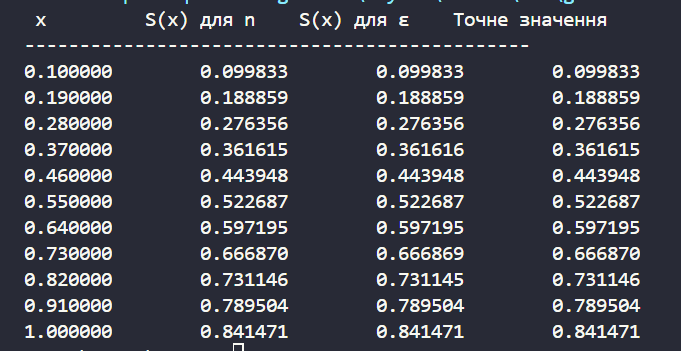 x S(x) для n S(x) для ε Точне значення
--------------------------------------------------
0.100000 0.099833 0.099833 0.099833
0.190000 0.188859 0.188859 0.188859
0.280000 0.276356 0.276356 0.276356
0.370000 0.361615 0.361616 0.361615
0.460000 0.443948 0.443948 0.443948
0.550000 0.522687 0.522687 0.522687
0.640000 0.597195 0.597195 0.597195
0.730000 0.666870 0.666869 0.666870
0.820000 0.731146 0.731145 0.731146
0.910000 0.789504 0.789504 0.789504
1.000000 0.841471 0.841471 0.841471